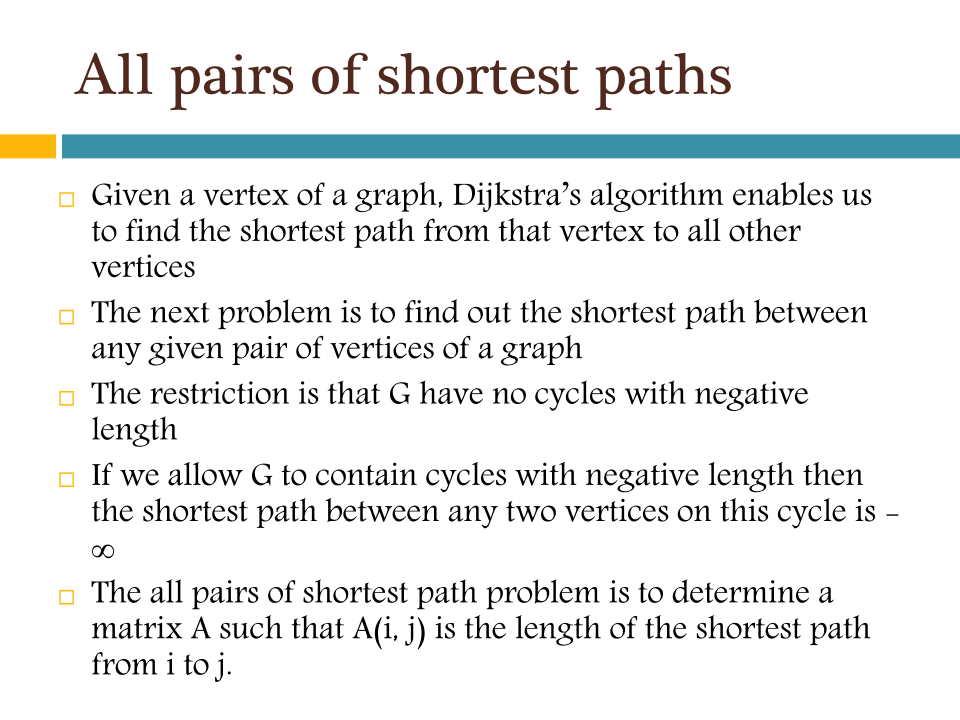 All pairs of shortest paths
Given a vertex of a graph, Dijkstra’s algorithm enables us
to find the shortest path from that vertex to all other
vertices
The next problem is to find out the shortest path between
any given pair of vertices of a graph
The restriction is that G have no cycles with negative
length
If we allow G to contain cycles with negative length then
the shortest path between any two vertices on this cycle is -
∞
The all pairs of shortest path problem is to determine a
matrix A such that A(i, j) is the length of the shortest path
from i to j.